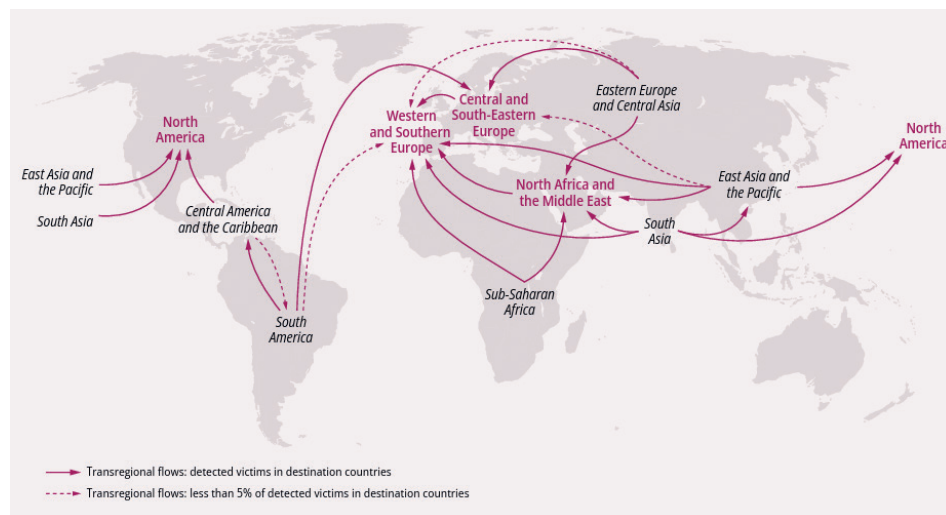 Eastern Europe
and Central Asia
Central and
South-Eastern
Europe
Western
and Southern
Europe
North
America
North
America
East Asia and
the Pacific
South Asia
Central America
and the Caribbean
North Africa and
the Middle East
East Asia and
the Pacific
South
Asia
Sub-Saharan
Africa
South
America
Transregional flows: detected victims in destination countries
Transregional flows: less than 5% of detected victims in destination countries